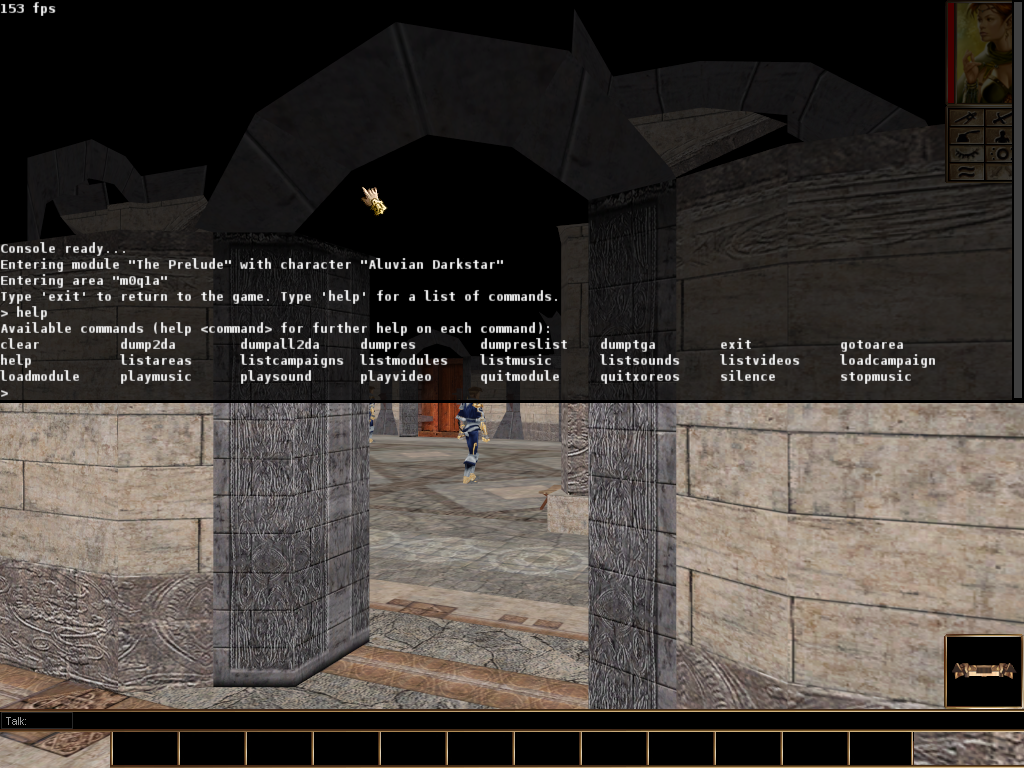 153 fps
Console ready...
Entering module "The Prelude" with character "Aluvian Darkstar"
Entering area "m0q1a"
Type 'exit' to return to the game. Type 'help' for a list of commands.
> help
Available commands (help <command> for further help on each command):
clear dump2da dumpall2da dumpres dumpreslist dumptga exit gotoarea
help listareas listcampaigns listmodules listmusic listsounds listvideos loadcampaign
loadmodule playmusic playsound playvideo quitmodule quitxoreos silence stopmusic
>
Talk: